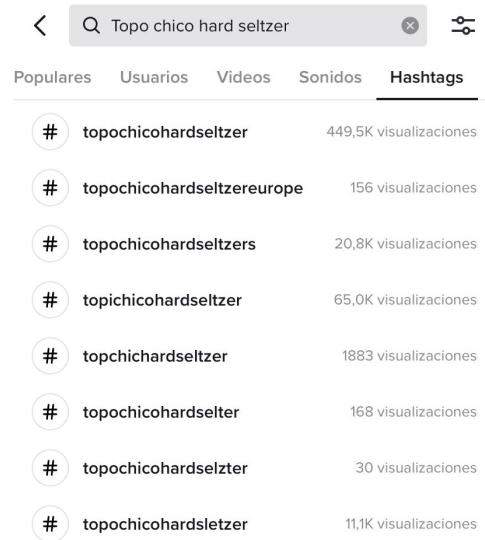 Topo chico hard seltzer
Populares Usuarios Videos Sonidos Hashtags
# topochicohardseltzer 449,5K visualizaciones
# topochicohardseltzereurope 156 visualizaciones
# topochicohardseltzers 20,8K visualizaciones
# topichicohardseltzer 65,0K visualizaciones
# topchichardseltzer 1883 visualizaciones
# topochicohardselter 168 visualizaciones
# topochicohardselzter 30 visualizaciones
# topochicohardsletzer 11,1K visualizaciones